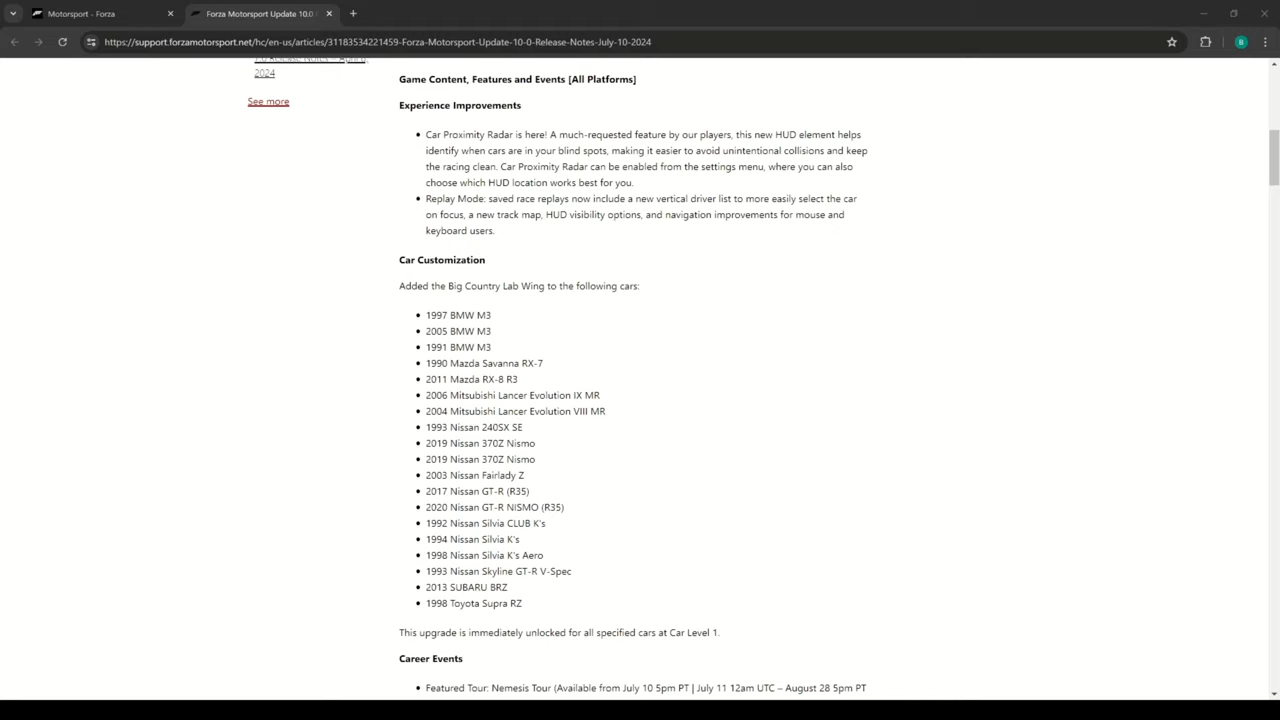 Motorsport - Forza
Forza Motorsport Update 10.0
https://support.forzamotorsport.net/hc/en-us/articles/31183534221459-Forza-Motorsport-Update-10-0-Release-Notes-July-10-2024
B
7.0 Release Notes – April 8,
2024
See more
Game Content, Features and Events [All Platforms]
Experience Improvements
• Car Proximity Radar is here! A much-requested feature by our players, this new HUD element helps
identify when cars are in your blind spots, making it easier to avoid unintentional collisions and keep
the racing clean. Car Proximity Radar can be enabled from the settings menu, where you can also
choose which HUD location works best for you.
• Replay Mode: saved race replays now include a new vertical driver list to more easily select the car
on focus, a new track map, HUD visibility options, and navigation improvements for mouse and
keyboard users.
Car Customization
Added the Big Country Lab Wing to the following cars:
• 1997 BMW M3
• 2005 BMW M3
• 1991 BMW M3
• 1990 Mazda Savanna RX-7
• 2011 Mazda RX-8 R3
• 2006 Mitsubishi Lancer Evolution IX MR
• 2004 Mitsubishi Lancer Evolution VIII MR
• 1993 Nissan 240SX SE
• 2019 Nissan 370Z Nismo
• 2019 Nissan 370Z Nismo
• 2003 Nissan Fairlady Z
• 2017 Nissan GT-R (R35)
• 2020 Nissan GT-R NISMO (R35)
• 1992 Nissan Silvia CLUB K's
• 1994 Nissan Silvia K's
• 1998 Nissan Silvia K's Aero
• 1993 Nissan Skyline GT-R V-Spec
• 2013 SUBARU BRZ
• 1998 Toyota Supra RZ
This upgrade is immediately unlocked for all specified cars at Car Level 1.
Career Events
• Featured Tour: Nemesis Tour (Available from July 10 5pm PT | July 11 12am UTC – August 28 5pm PT